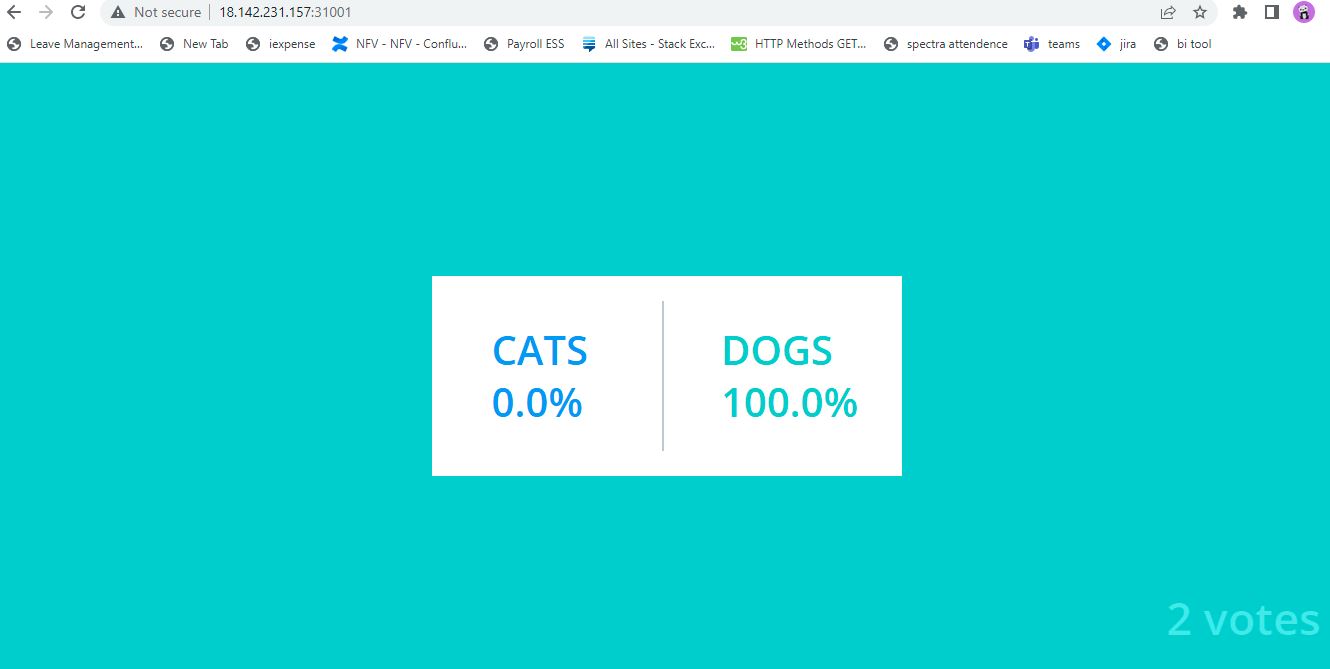 Not secure
18.142.231.157:31001
Leave Management...
New Tab
iexpense
NFV - NFV - Conflu...
Payroll ESS
All Sites - Stack Exc...
HTTP Methods GET...
spectra attendence
teams
jira
bi tool
CATS
0.0%
DOGS
100.0%
2 votes